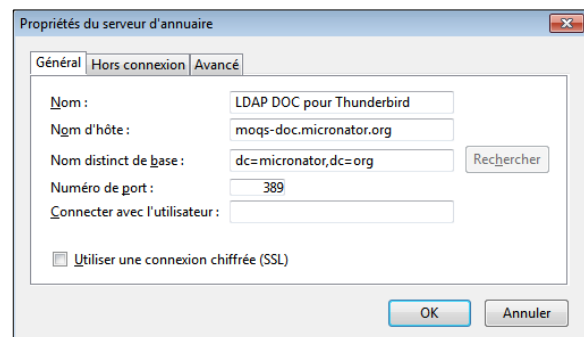 Propriétés du serveur d'annuaire
Général Hors connexion Avancé
Nom : LDAP DOC pour Thunderbird
Nom d'hôte : moqs-doc.micronator.org
Nom distinct de base : dc=micronator,dc=org Rechercher
Numéro de port : 389
Connecter avec l'utilisateur :
Utiliser une connexion chiffrée (SSL)
OK Annuler